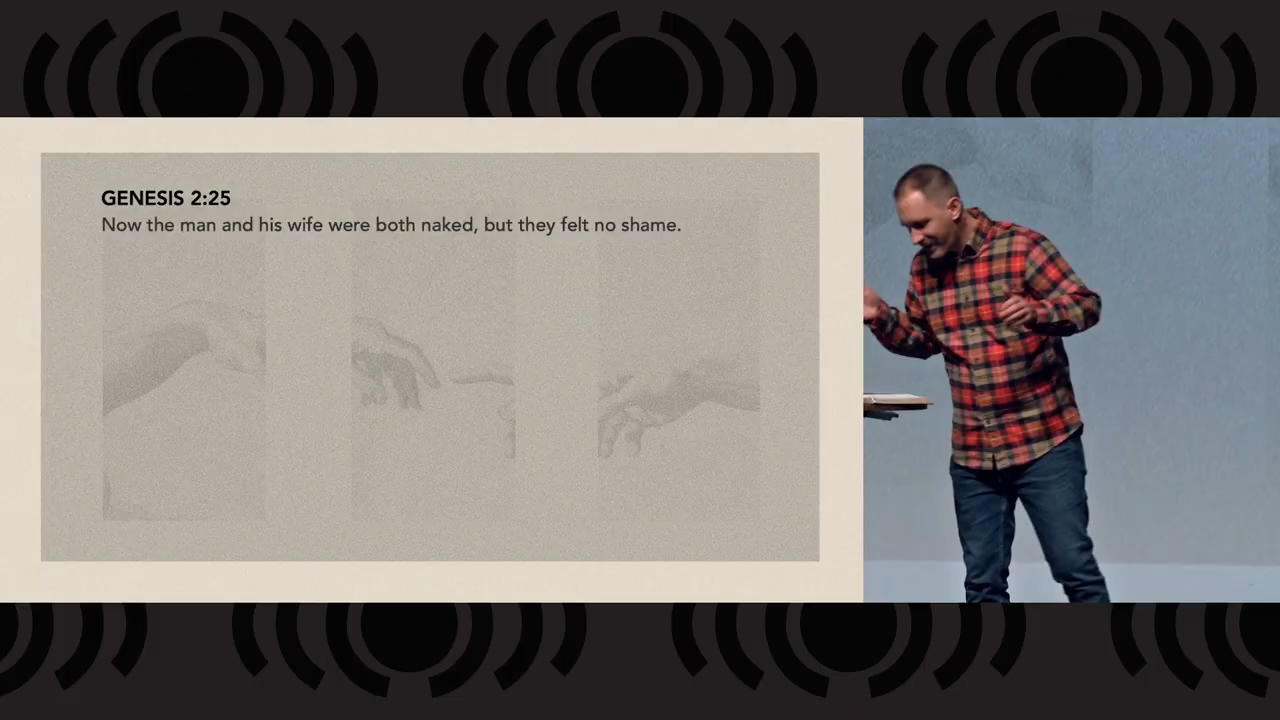 GENESIS 2:25
Now the man and his wife were both naked, but they felt no shame.